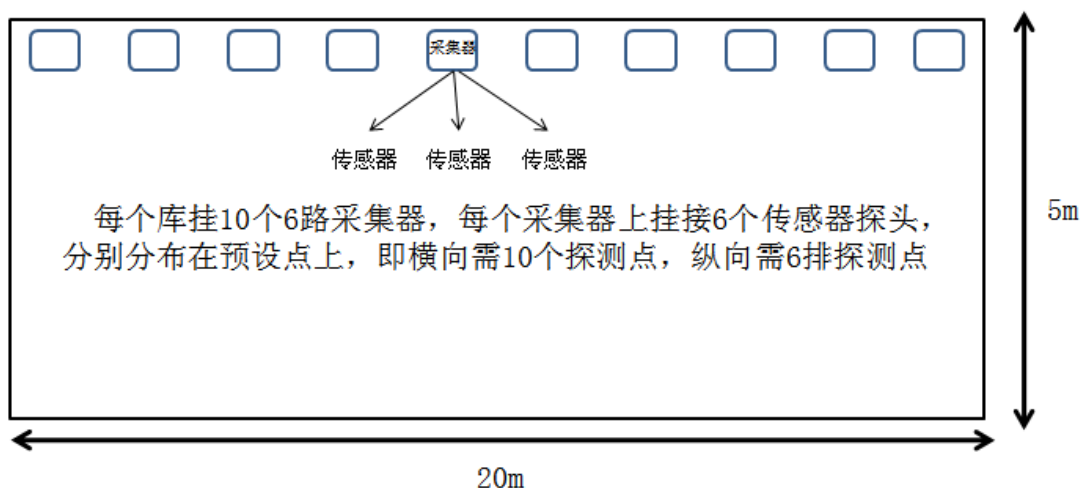 采集器
传感器 传感器 传感器
每个库挂10个6路采集器，每个采集器上挂接6个传感器探头，
分别分布在预设点上，即横向需10个探测点，纵向需6排探测点
5m
20m